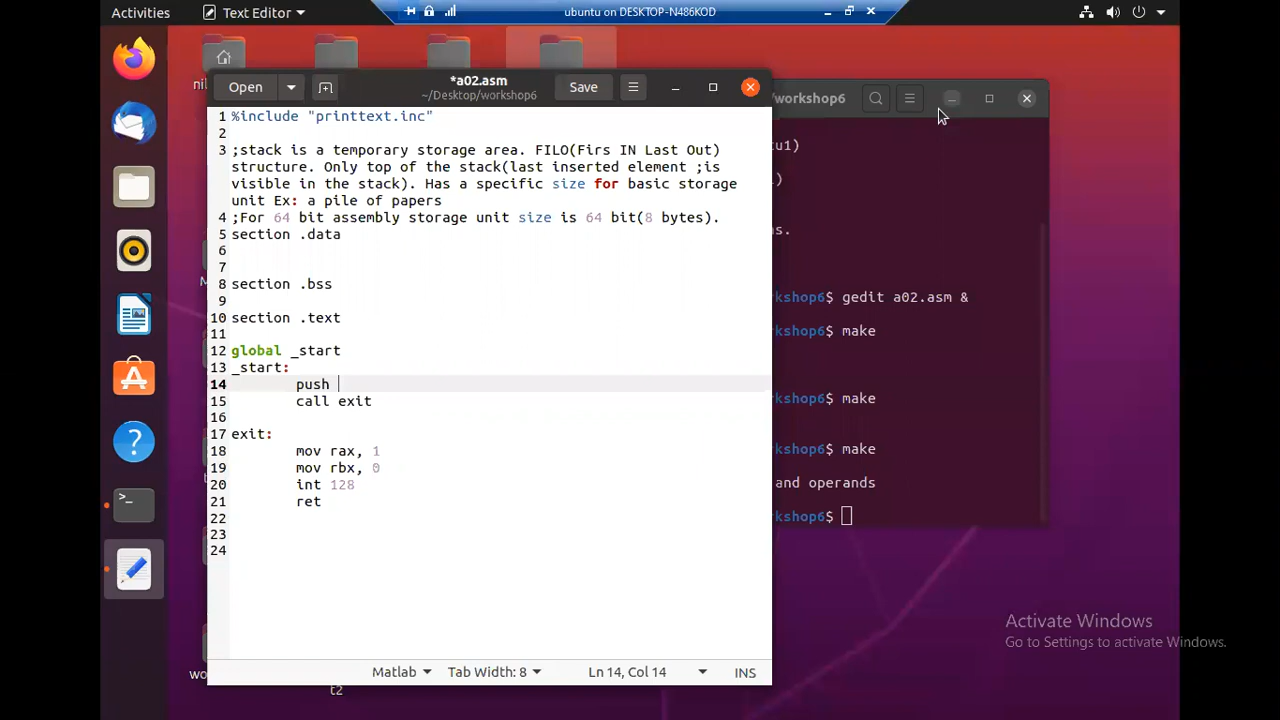 Activities
Text Editor
ubuntu on DESKTOP-N486KOD
Open
*a02.asm
~/Desktop/workshop6
Save
/workshop6
1 %include "printtext.inc"
2
3 ;stack is a temporary storage area. FILO(Firs IN Last Out)
structure. Only top of the stack(last inserted element ;is
visible in the stack). Has a specific size for basic storage
unit Ex: a pile of papers
4 ;For 64 bit assembly storage unit size is 64 bit(8 bytes).
5 section .data
6
7
8 section .bss
9
10 section .text
11
12 global _start
13 _start:
14 push
15 call exit
16
17 exit:
18 mov rax, 1
19 mov rbx, 0
20 int 128
21 ret
22
23
24
tu1)
)
ns.
kshop6$ gedit a02.asm &
kshop6$ make
kshop6$ make
kshop6$ make
and operands
kshop6$
Activate Windows
Go to Settings to activate Windows.
Matlab
Tab Width: 8
Ln 14, Col 14
INS
t2